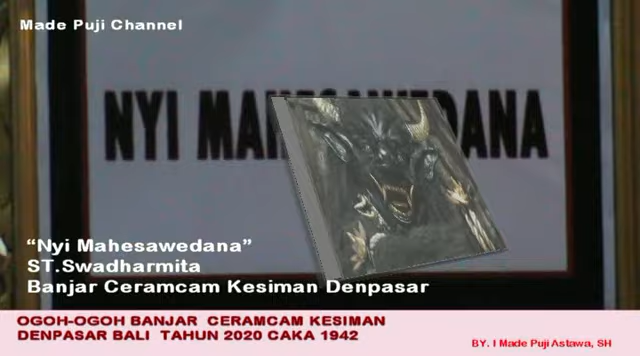 Made Puji Channel
NYI MAHESAWEDANA
“Nyi Mahesawedana”
ST.Swadharmita
Banjar Ceramcam Kesiman Denpasar
OGOH-OGOH BANJAR CERAMCAM KESIMAN
DENPASAR BALI TAHUN 2020 CAKA 1942
BY. I Made Puji Astawa, SH